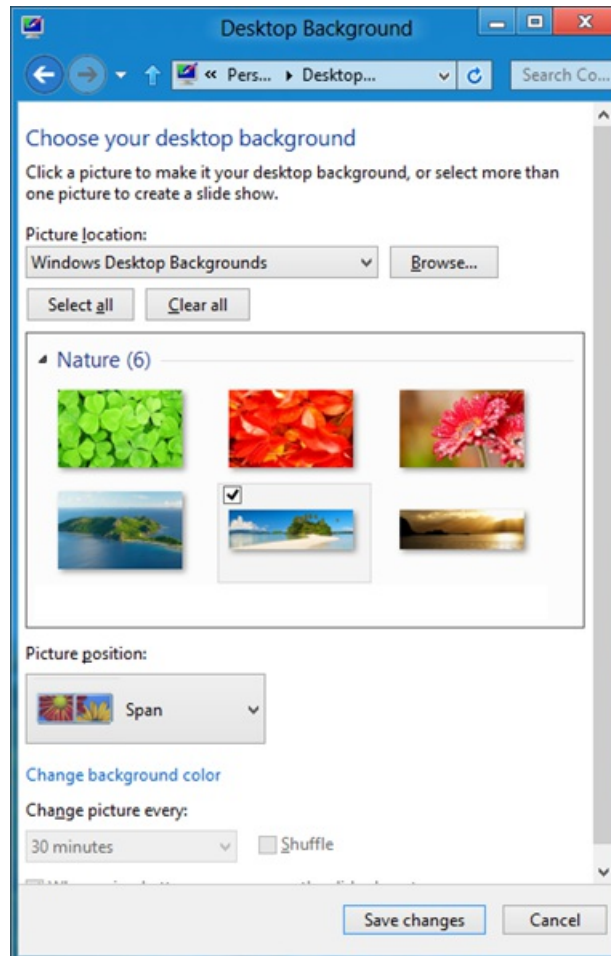 Desktop Background
« Pers... Desktop...
Search Co...
Choose your desktop background
Click a picture to make it your desktop background, or select more than
one picture to create a slide show.
Picture location:
Windows Desktop Backgrounds
Browse...
Select all
Clear all
Nature (6)
Picture position:
Span
Change background color
Change picture every:
30 minutes
Shuffle
Save changes
Cancel